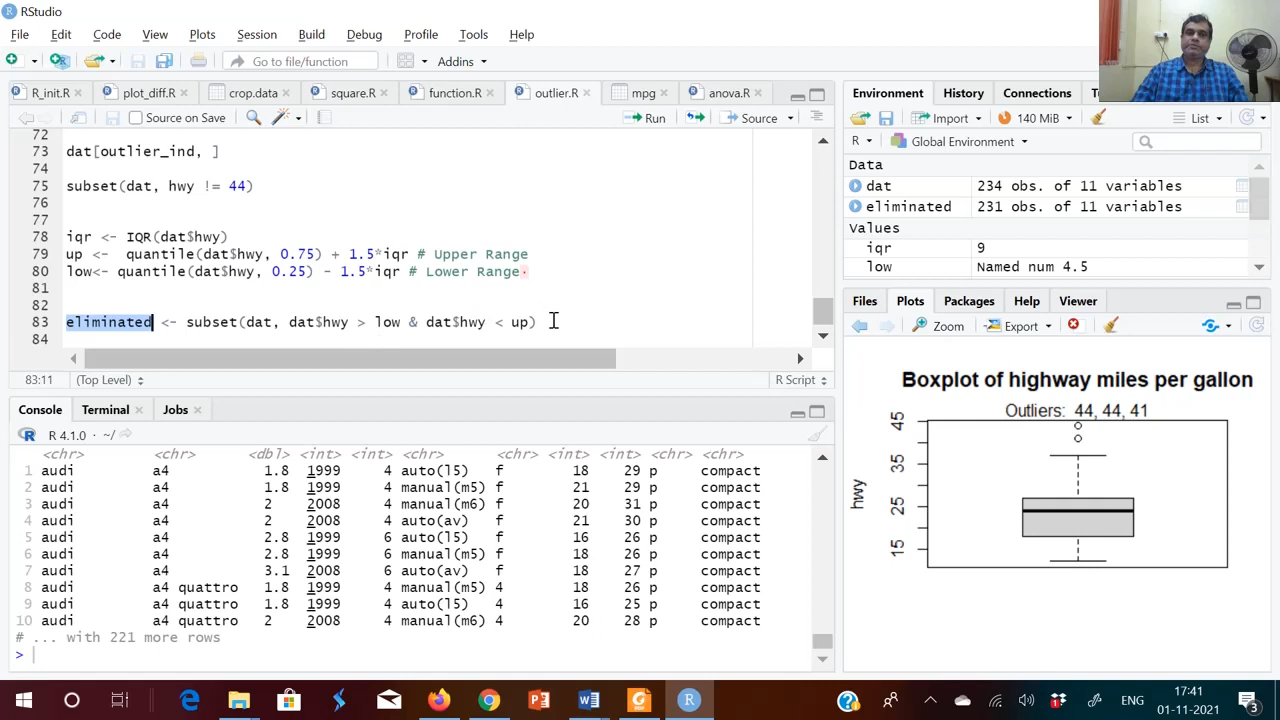 RStudio
File Edit Code View Plots Session Build Debug Profile Tools Help
Go to file/function Addins
R_init.R plot_diff.R crop.data square.R function.R outlier.R mpg anova.R
Source on Save Run Source
72
73 dat[outlier_ind, ]
74
75 subset(dat, hwy != 44)
76
77
78 iqr <- IQR(dat$hwy)
79 up <- quantile(dat$hwy, 0.75) + 1.5*iqr # Upper Range
80 low<- quantile(dat$hwy, 0.25) - 1.5*iqr # Lower Range
81
82
83 eliminated <- subset(dat, dat$hwy > low & dat$hwy < up)
84
83:11 (Top Level) R Script
Console Terminal Jobs
R 4.1.0 · ~/
<chr> <chr> <dbl> <int> <int> <chr> <chr> <int> <int> <chr> <chr>
1 audi a4 1.8 1999 4 auto(l5) f 18 29 p compact
2 audi a4 1.8 1999 4 manual(m5) f 21 29 p compact
3 audi a4 2 2008 4 manual(m6) f 20 31 p compact
4 audi a4 2 2008 4 auto(av) f 21 30 p compact
5 audi a4 2.8 1999 6 auto(l5) f 16 26 p compact
6 audi a4 2.8 1999 6 manual(m5) f 18 26 p compact
7 audi a4 3.1 2008 6 auto(av) f 18 27 p compact
8 audi a4 quattro 1.8 1999 4 manual(m5) 4 18 26 p compact
9 audi a4 quattro 1.8 1999 4 auto(l5) 4 16 25 p compact
10 audi a4 quattro 2 2008 4 manual(m6) 4 20 28 p compact
# ... with 221 more rows
>
Environment History Connections
Import 140 MiB List
R Global Environment
Data
dat 234 obs. of 11 variables
eliminated 231 obs. of 11 variables
Values
iqr 9
low Named num 4.5
Files Plots Packages Help Viewer
Zoom Export
Boxplot of highway miles per gallon
Outliers: 44, 44, 41
hwy
45
35
25
15
ENG
17:41
01-11-2021
3